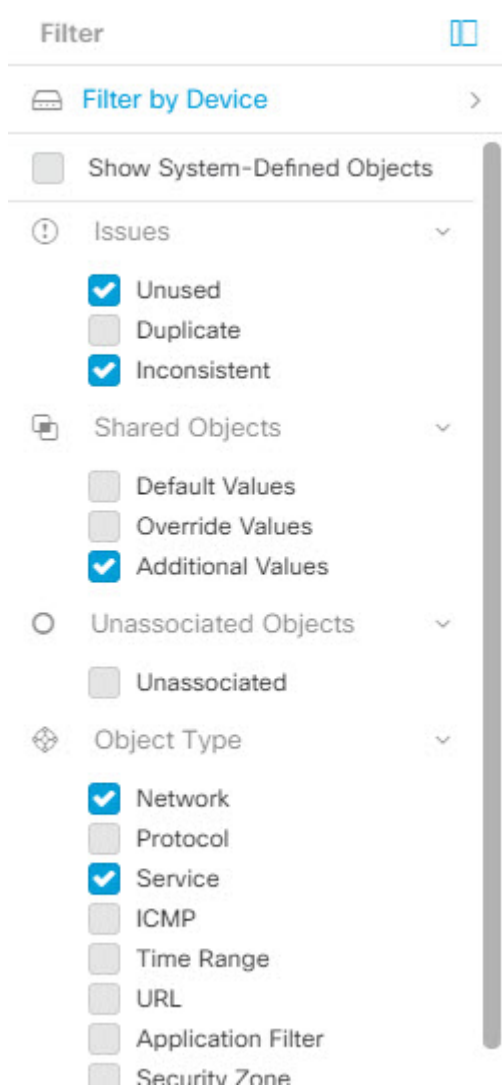 Filter
Filter by Device
Show System-Defined Objects
Issues
Unused
Duplicate
Inconsistent
Shared Objects
Default Values
Override Values
Additional Values
Unassociated Objects
Unassociated
Object Type
Network
Protocol
Service
ICMP
Time Range
URL
Application Filter
Security Zone